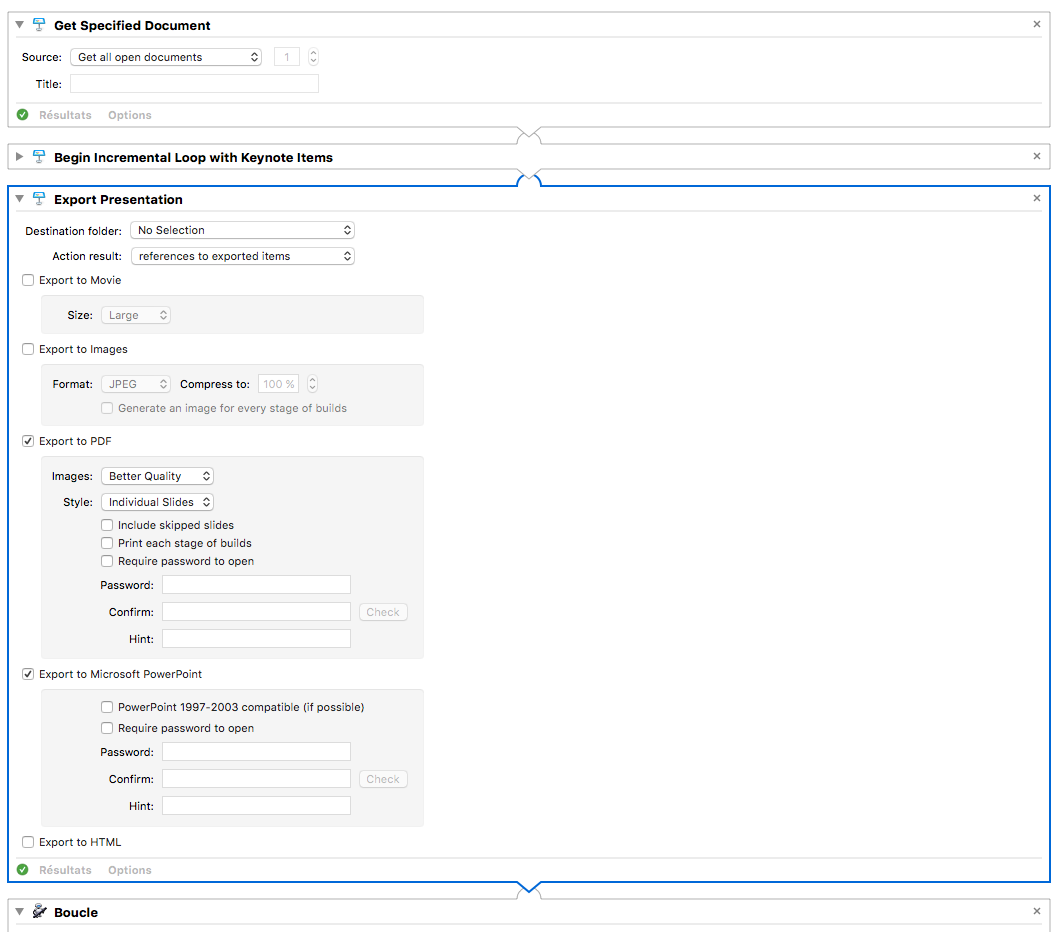 Get Specified Document
Source: Get all open documents 1
Title:
Résultats Options
Begin Incremental Loop with Keynote Items
Export Presentation
Destination folder: No Selection
Action result: references to exported items
Export to Movie
Size: Large
Export to Images
Format: JPEG Compress to: 100 %
Generate an image for every stage of builds
Export to PDF
Images: Better Quality
Style: Individual Slides
Include skipped slides
Print each stage of builds
Require password to open
Password:
Confirm: Check
Hint:
Export to Microsoft PowerPoint
PowerPoint 1997-2003 compatible (if possible)
Require password to open
Password:
Confirm: Check
Hint:
Export to HTML
Résultats Options
Boucle